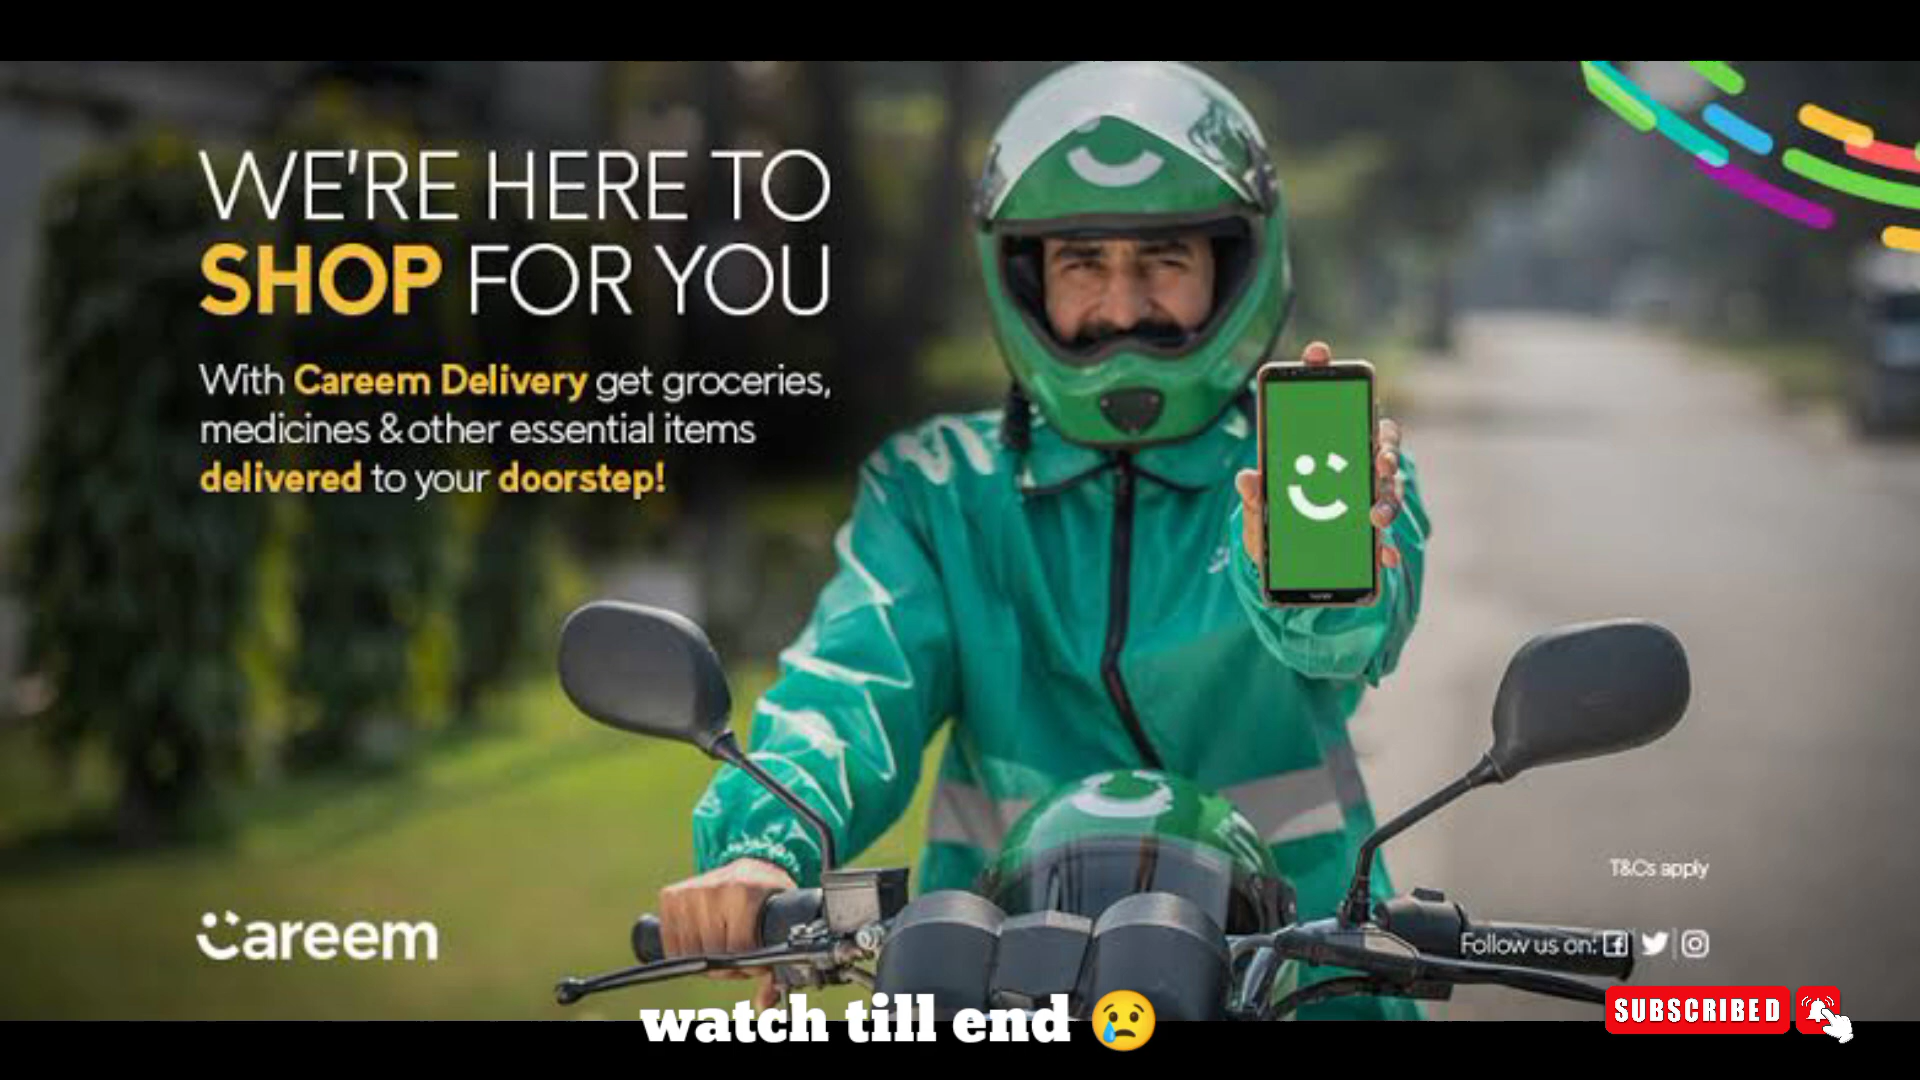 WE'RE HERE TO
SHOP FOR YOU
With Careem Delivery get groceries,
medicines & other essential items
delivered to your doorstep!
Careem
T&Cs apply
Follow us on:
watch till end 😢
SUBSCRIBED